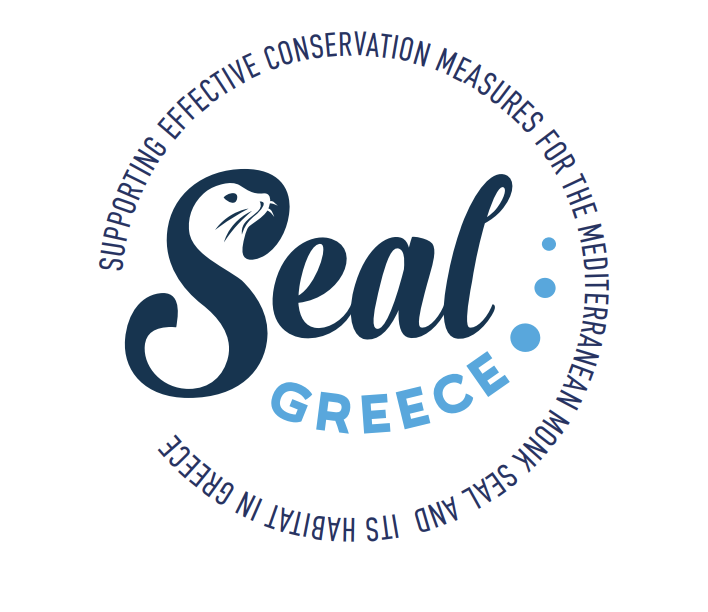 SUPPORTING EFFECTIVE CONSERVATION MEASURES FOR THE MEDITERRANEAN MONK SEAL AND ITS HABITAT IN GREECE
Seal
GREECE